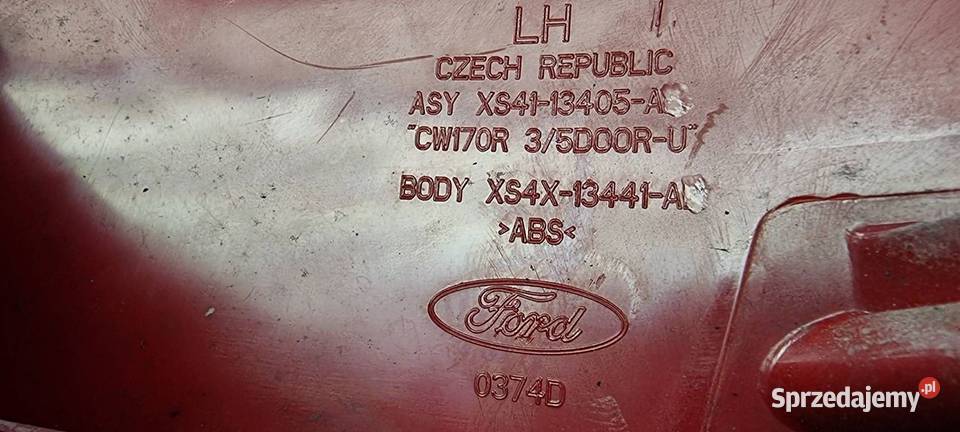 LH
CZECH REPUBLIC
ASY XS41-13405-A
"CW170R 3/5DOOR-U"
BODY XS4X-13441-A
>ABS<
Ford
0374D
Sprzedajemy.pl